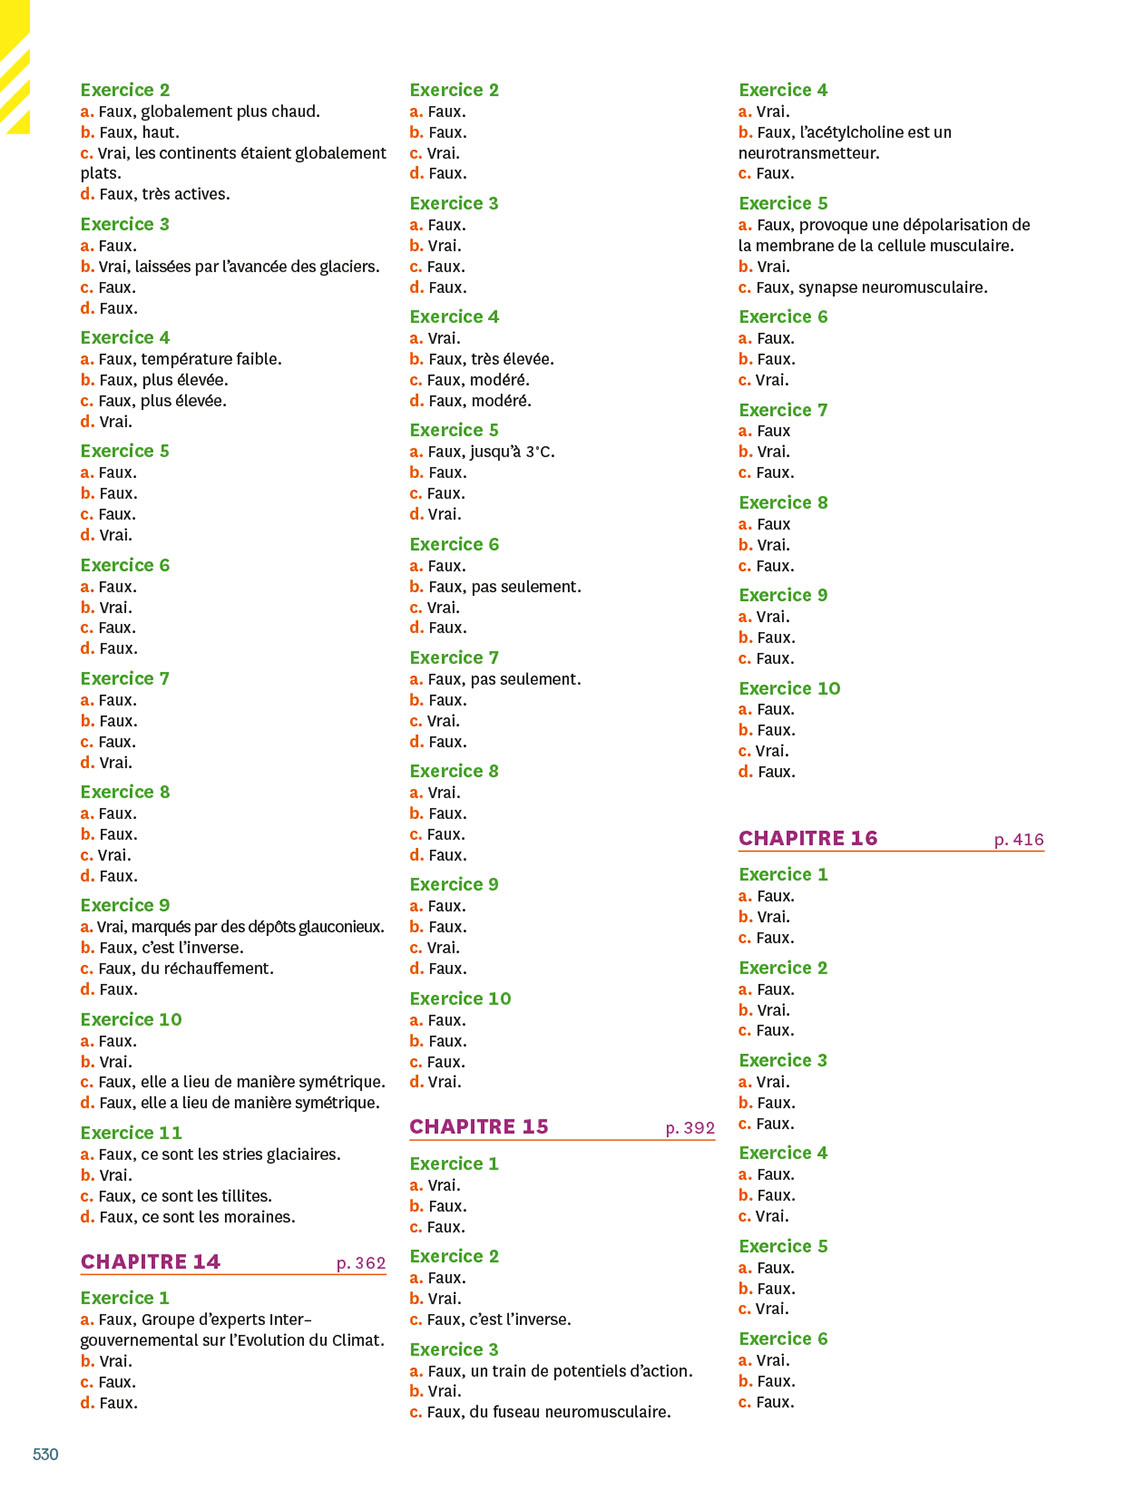 Exercice 2
a. Faux, globalement plus chaud.
b. Faux, haut.
c. Vrai, les continents étaient globalement
plats.
d. Faux, très actives.
Exercice 3
a. Faux.
b. Vrai, laissées par l’avancée des glaciers.
c. Faux.
d. Faux.
Exercice 4
a. Faux, température faible.
b. Faux, plus élevée.
c. Faux, plus élevée.
d. Vrai.
Exercice 5
a. Faux.
b. Faux.
c. Faux.
d. Vrai.
Exercice 6
a. Faux.
b. Vrai.
c. Faux.
d. Faux.
Exercice 7
a. Faux.
b. Faux.
c. Faux.
d. Vrai.
Exercice 8
a. Faux.
b. Faux.
c. Vrai.
d. Faux.
Exercice 9
a. Vrai, marqués par des dépôts glauconieux.
b. Faux, c’est l’inverse.
c. Faux, du réchauffement.
d. Faux.
Exercice 10
a. Faux.
b. Vrai.
c. Faux, elle a lieu de manière symétrique.
d. Faux, elle a lieu de manière symétrique.
Exercice 11
a. Faux, ce sont les stries glaciaires.
b. Vrai.
c. Faux, ce sont les tillites.
d. Faux, ce sont les moraines.
CHAPITRE 14 p. 362
Exercice 1
a. Faux, Groupe d’experts Inter-
gouvernemental sur l’Evolution du Climat.
b. Vrai.
c. Faux.
d. Faux.
Exercice 2
a. Faux.
b. Faux.
c. Vrai.
d. Faux.
Exercice 3
a. Faux.
b. Vrai.
c. Faux.
d. Faux.
Exercice 4
a. Vrai.
b. Faux, très élevée.
c. Faux, modéré.
d. Faux, modéré.
Exercice 5
a. Faux, jusqu’à 3°C.
b. Faux.
c. Faux.
d. Vrai.
Exercice 6
a. Faux.
b. Faux, pas seulement.
c. Vrai.
d. Faux.
Exercice 7
a. Faux, pas seulement.
b. Faux.
c. Vrai.
d. Faux.
Exercice 8
a. Vrai.
b. Faux.
c. Faux.
d. Faux.
Exercice 9
a. Faux.
b. Faux.
c. Vrai.
d. Faux.
Exercice 10
a. Faux.
b. Faux.
c. Faux.
d. Vrai.
CHAPITRE 15 p. 392
Exercice 1
a. Vrai.
b. Faux.
c. Faux.
Exercice 2
a. Faux.
b. Vrai.
c. Faux, c’est l’inverse.
Exercice 3
a. Faux, un train de potentiels d’action.
b. Vrai.
c. Faux, du fuseau neuromusculaire.
Exercice 4
a. Vrai.
b. Faux, l’acétylcholine est un
neurotransmetteur.
c. Faux.
Exercice 5
a. Faux, provoque une dépolarisation de
la membrane de la cellule musculaire.
b. Vrai.
c. Faux, synapse neuromusculaire.
Exercice 6
a. Faux.
b. Faux.
c. Vrai.
Exercice 7
a. Faux
b. Vrai.
c. Faux.
Exercice 8
a. Faux
b. Vrai.
c. Faux.
Exercice 9
a. Vrai.
b. Faux.
c. Faux.
Exercice 10
a. Faux.
b. Faux.
c. Vrai.
d. Faux.
CHAPITRE 16 p. 416
Exercice 1
a. Faux.
b. Vrai.
c. Faux.
Exercice 2
a. Faux.
b. Vrai.
c. Faux.
Exercice 3
a. Vrai.
b. Faux.
c. Faux.
Exercice 4
a. Faux.
b. Faux.
c. Vrai.
Exercice 5
a. Faux.
b. Faux.
c. Vrai.
Exercice 6
a. Vrai.
b. Faux.
c. Faux.
530